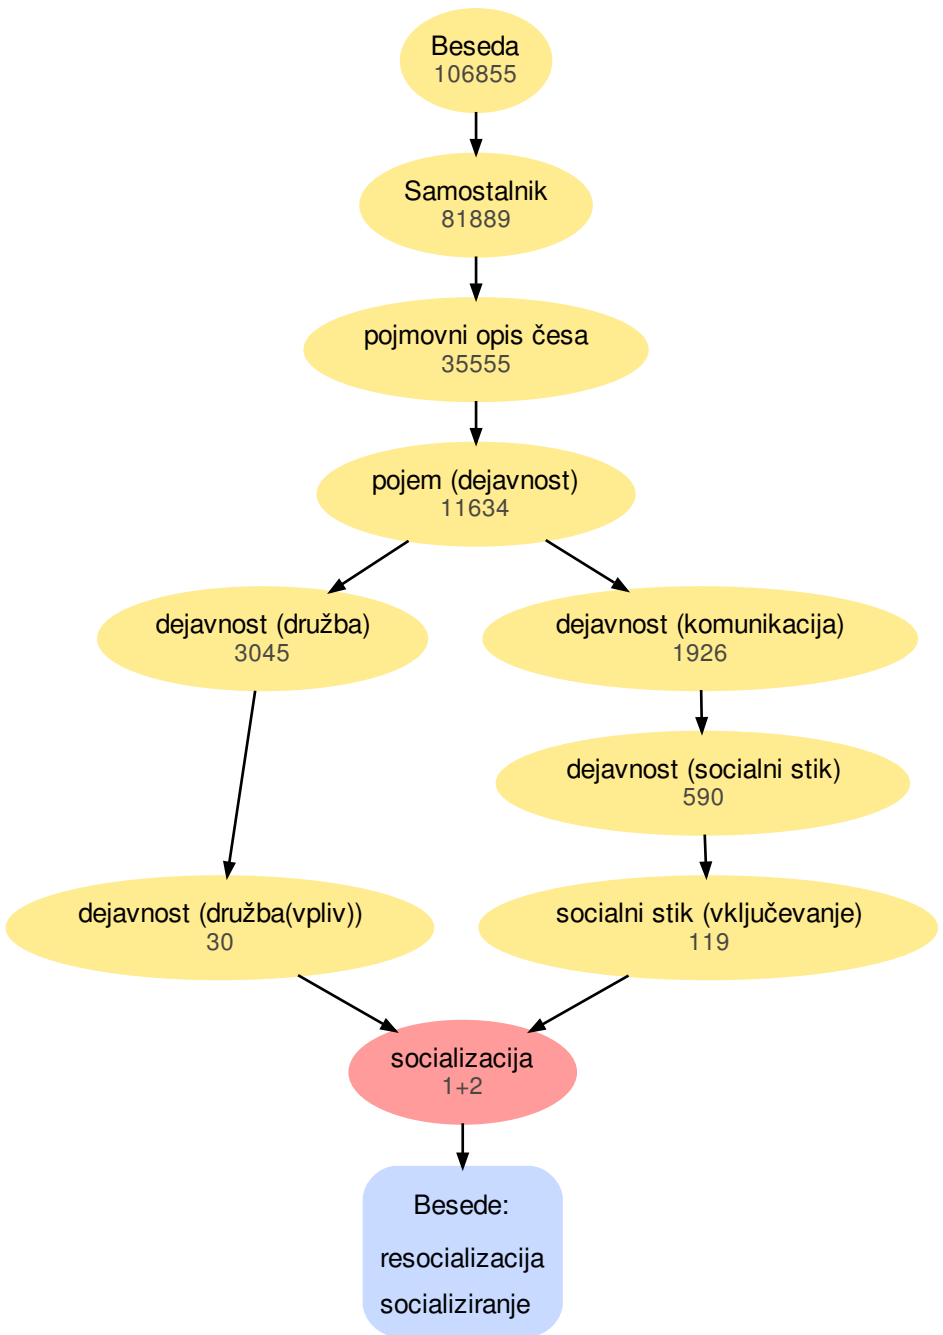 Beseda
106855
Samostalnik
81889
pojmovni opis česa
35555
pojem (dejavnost)
11634
dejavnost (družba)
3045
dejavnost (komunikacija)
1926
dejavnost (socialni stik)
590
dejavnost (družba(vpliv))
30
socialni stik (vključevanje)
119
socializacija
1+2
Besede:
resocializacija
socializiranje